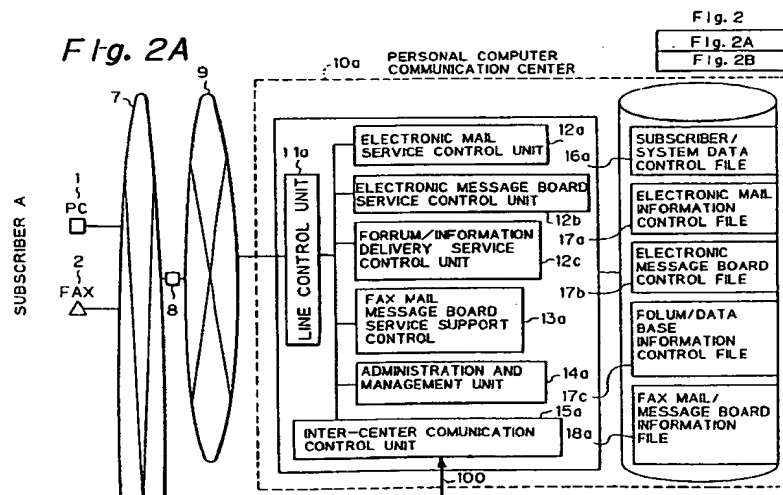 Fig. 2
Fig. 2A
Fig. 2B
Fig. 2A
PERSONAL COMPUTER
COMMUNICATION CENTER
10a
7
9
SUBSCRIBER A
1
PC
2
FAX
8
11a
LINE CONTROL UNIT
ELECTRONIC MAIL
SERVICE CONTROL UNIT
12a
ELECTRONIC MESSAGE BOARD
SERVICE CONTROL UNIT
12b
FORRUM/INFORMATION
DELIVERY SERVICE
CONTROL UNIT
12c
FAX MAIL
MESSAGE BOARD
SERVICE SUPPORT
CONTROL
13a
ADMINISTRATION AND
MANAGEMENT UNIT
14a
15a
INTER-CENTER COMUNICATION
CONTROL UNIT
100
16a
SUBSCRIBER/
SYSTEM DATA
CONTROL FILE
17a
ELECTRONIC MAIL
INFORMATION
CONTROL FILE
17b
ELECTRONIC
MESSAGE BOARD
CONTROL FILE
17c
FOLUM/DATA
BASE
INFORMATION
CONTROL FILE
18a
FAX MAIL/
MESSAGE BOARD
INFORMATION
FILE